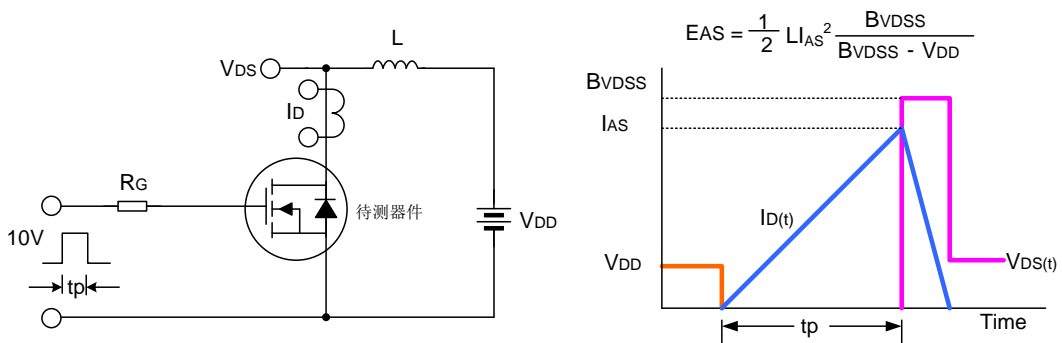 L
VDS
ID
RG
待测器件
10V
tp
VDD
EAS = 1/2 LIAS² BVDSS/(BVDSS - VDD)
BVDSS
IAS
ID(t)
VDD
VDS(t)
tp
Time